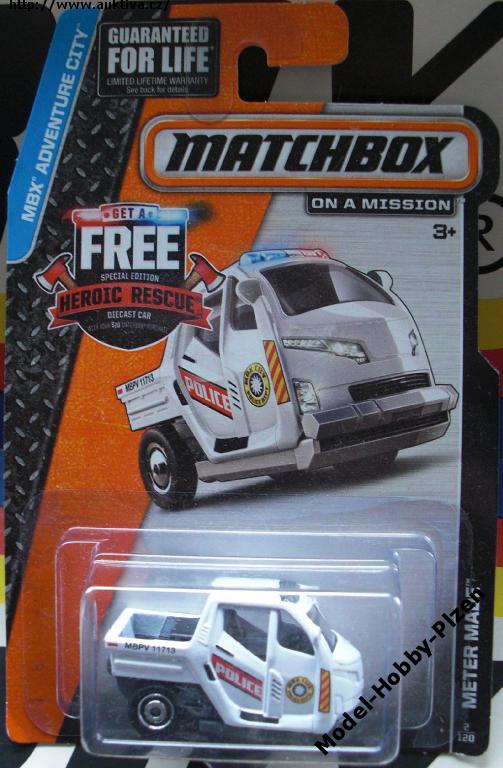 http://www.auktiva.cz/
GUARANTEED
FOR LIFE
LIMITED LIFETIME WARRANTY
See back for details
MBX ADVENTURE CITY
MATCHBOX
ON A MISSION
®
3+
GET A
FREE
SPECIAL EDITION
HEROIC RESCUE
DIECAST CAR
MBPV 11713
POLICE
MBPV 11713
POLICE
METER MADE™
120
Model-Hobby-Plzen